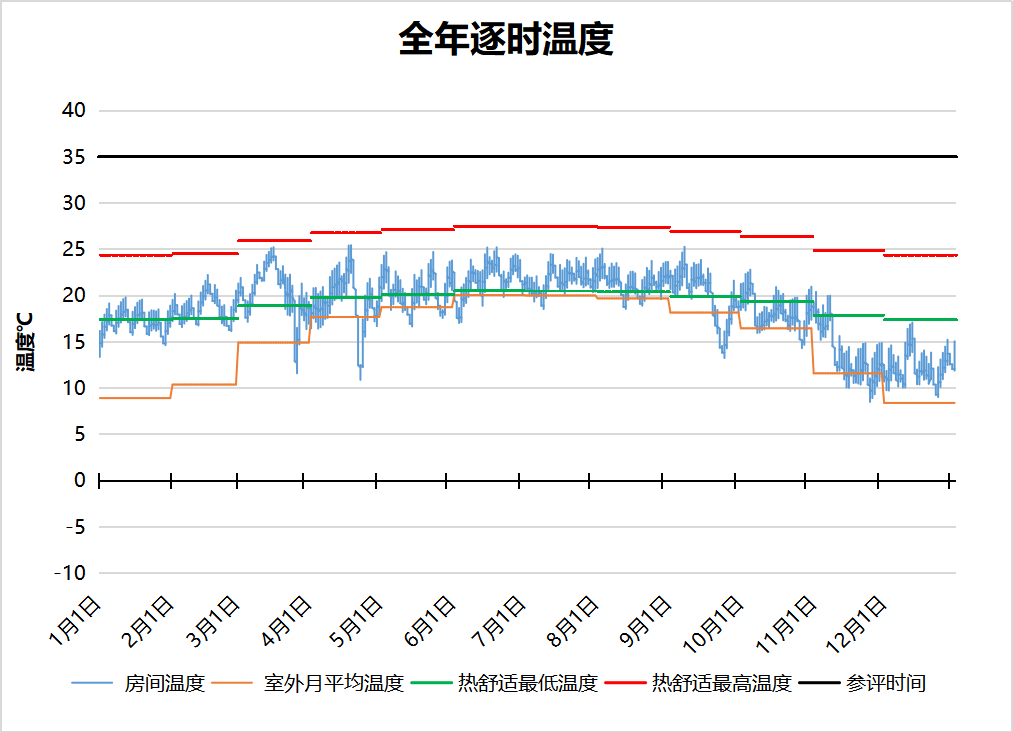 全年逐时温度
40
35
30
25
20
15
10
5
0
-5
-10
温度℃
1月1日
2月1日
3月1日
4月1日
5月1日
6月1日
7月1日
8月1日
9月1日
10月1日
11月1日
12月1日
房间温度 室外月平均温度 热舒适最低温度 热舒适最高温度 参评时间